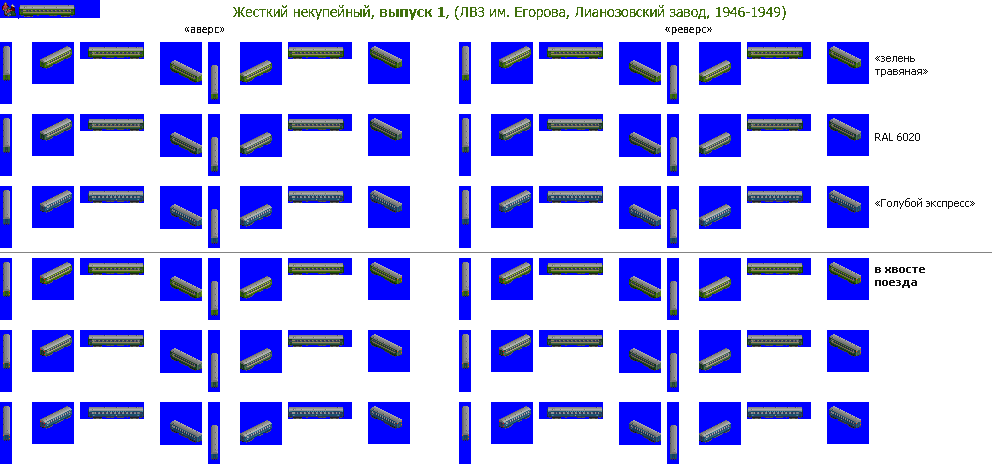 Жесткий некупейный, выпуск 1, (ЛВЗ им. Егорова, Лианозовский завод, 1946-1949)
«аверс» «реверс»
«зелень
травяная»
RAL 6020
«Голубой экспресс»
в хвосте
поезда